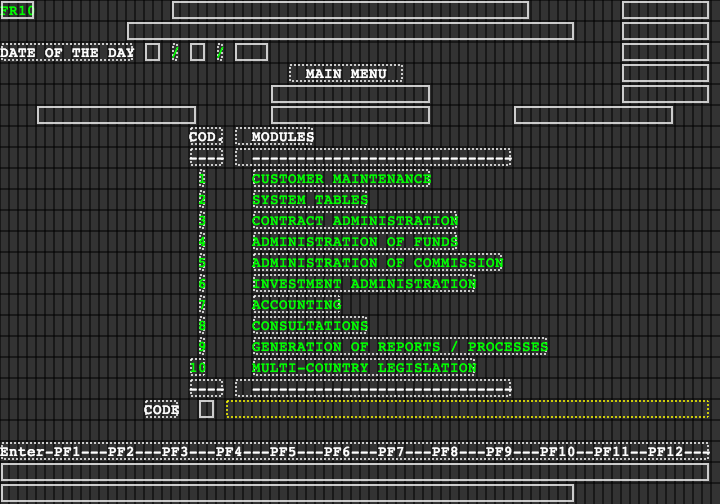 FR10
DATE OF THE DAY / /
MAIN MENU
COD. MODULES
---- -----------------------------
1 CUSTOMER MAINTENANCE
2 SYSTEM TABLES
3 CONTRACT ADMINISTRATION
4 ADMINISTRATION OF FUNDS
5 ADMINISTRATION OF COMMISSION
6 INVESTMENT ADMINISTRATION
7 ACCOUNTING
8 CONSULTATIONS
9 GENERATION OF REPORTS / PROCESSES
10 MULTI-COUNTRY LEGISLATION
---- -----------------------------
CODE
Enter-PF1---PF2---PF3---PF4---PF5---PF6---PF7---PF8---PF9---PF10--PF11--PF12---